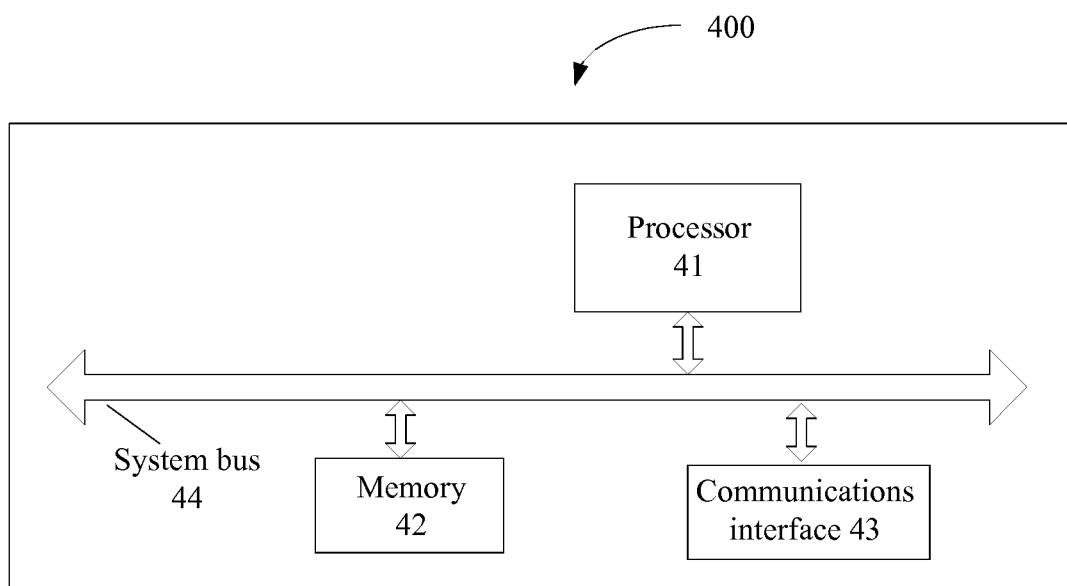 400
Processor
41
System bus
44
Memory
42
Communications
interface 43